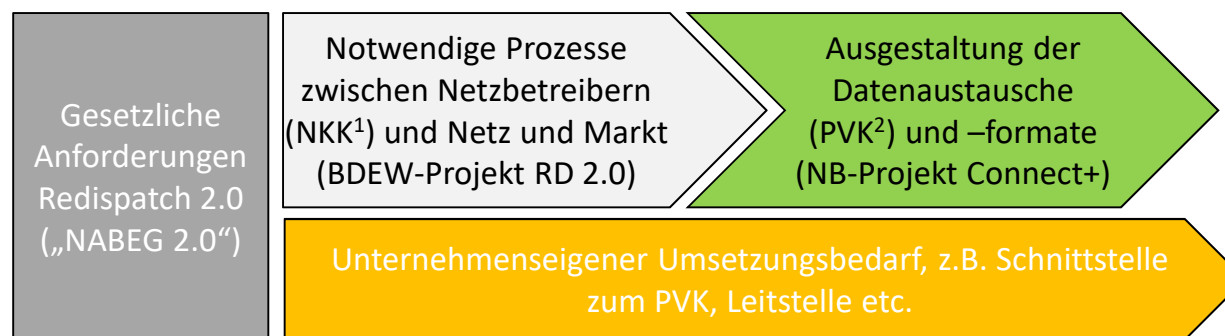 Gesetzliche
Anforderungen
Redispatch 2.0
(„NABEG 2.0“)
Notwendige Prozesse
zwischen Netzbetreibern
(NKK¹) und Netz und Markt
(BDEW-Projekt RD 2.0)
Ausgestaltung der
Datenaustausche
(PVK²) und –formate
(NB-Projekt Connect+)
Unternehmenseigener Umsetzungsbedarf, z.B. Schnittstelle
zum PVK, Leitstelle etc.